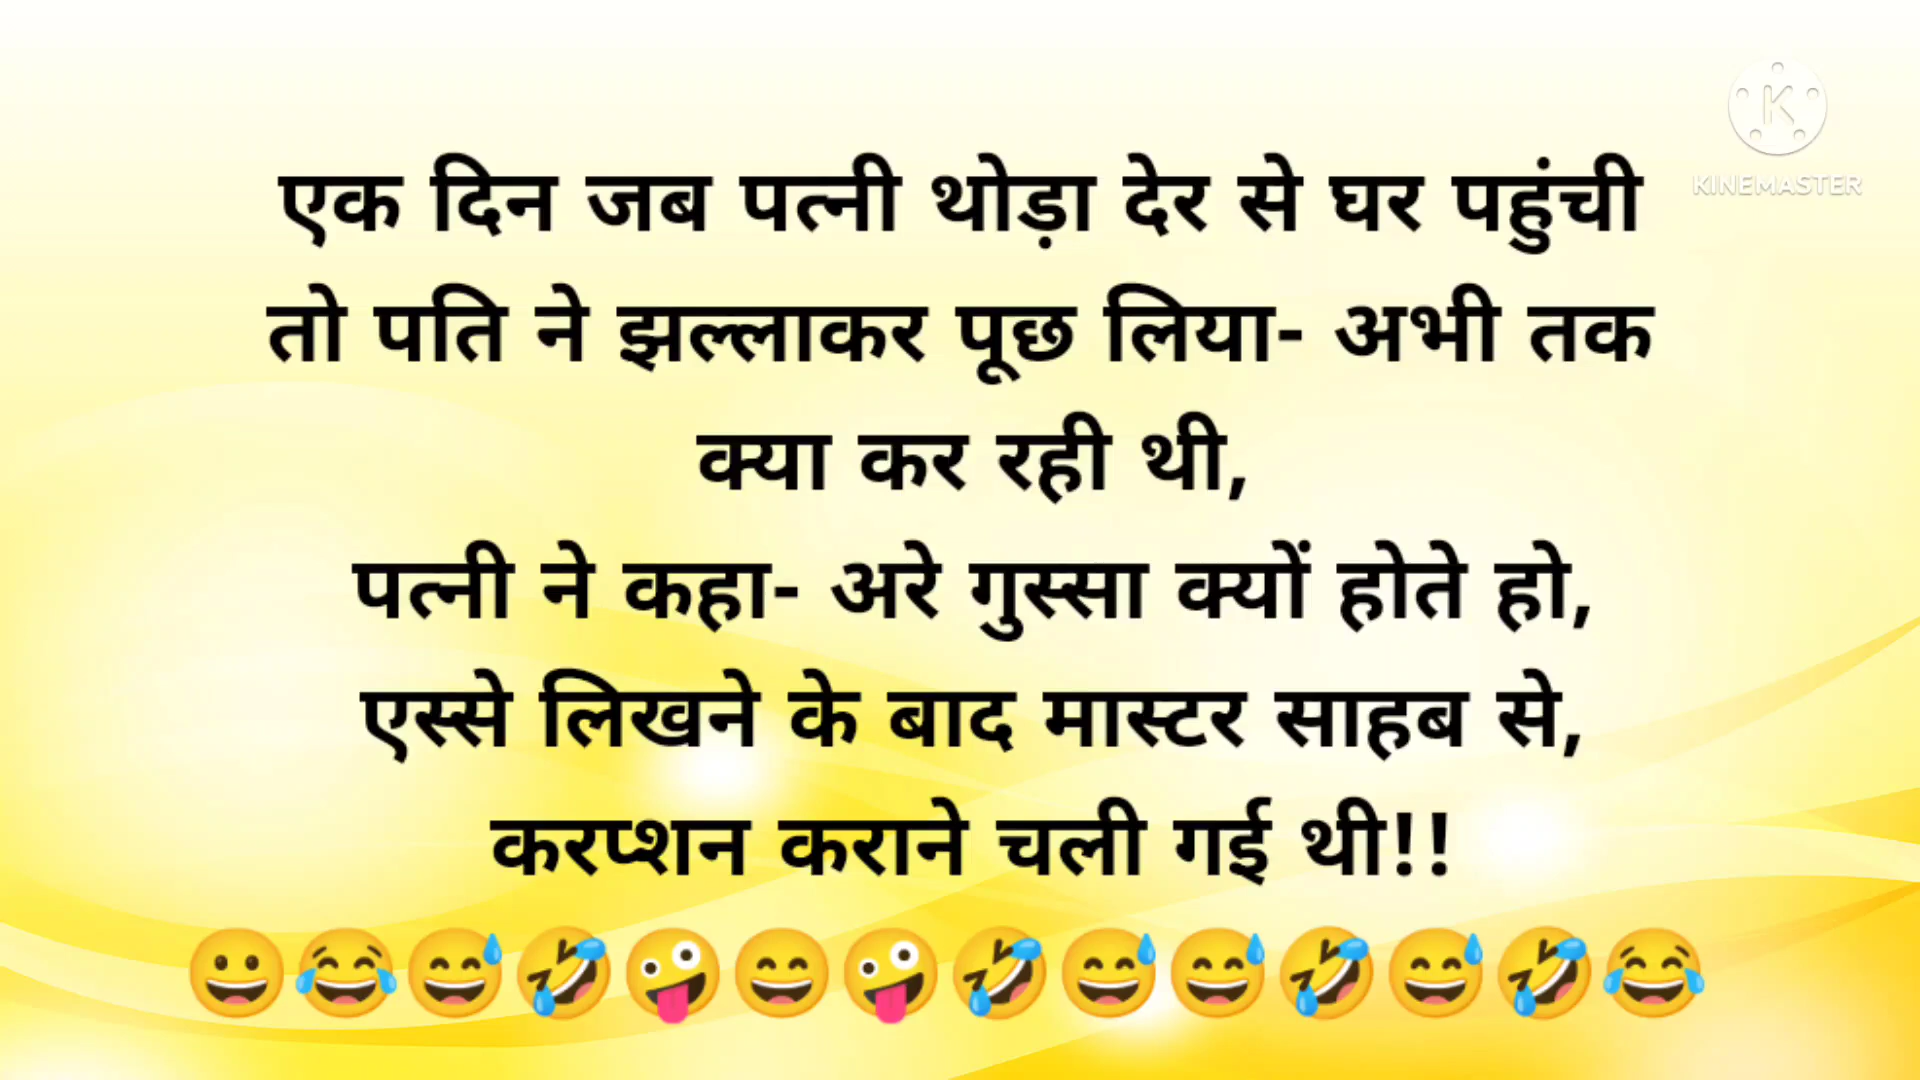 K
KINEMASTER
एक दिन जब पत्नी थोड़ा देर से घर पहुंची
तो पति ने झल्लाकर पूछ लिया- अभी तक
क्या कर रही थी,
पत्नी ने कहा- अरे गुस्सा क्यों होते हो,
एस्से लिखने के बाद मास्टर साहब से,
करप्शन कराने चली गई थी!!
😀😂😅🤣🤪😄🤪🤣😅😅🤣😅🤣😂